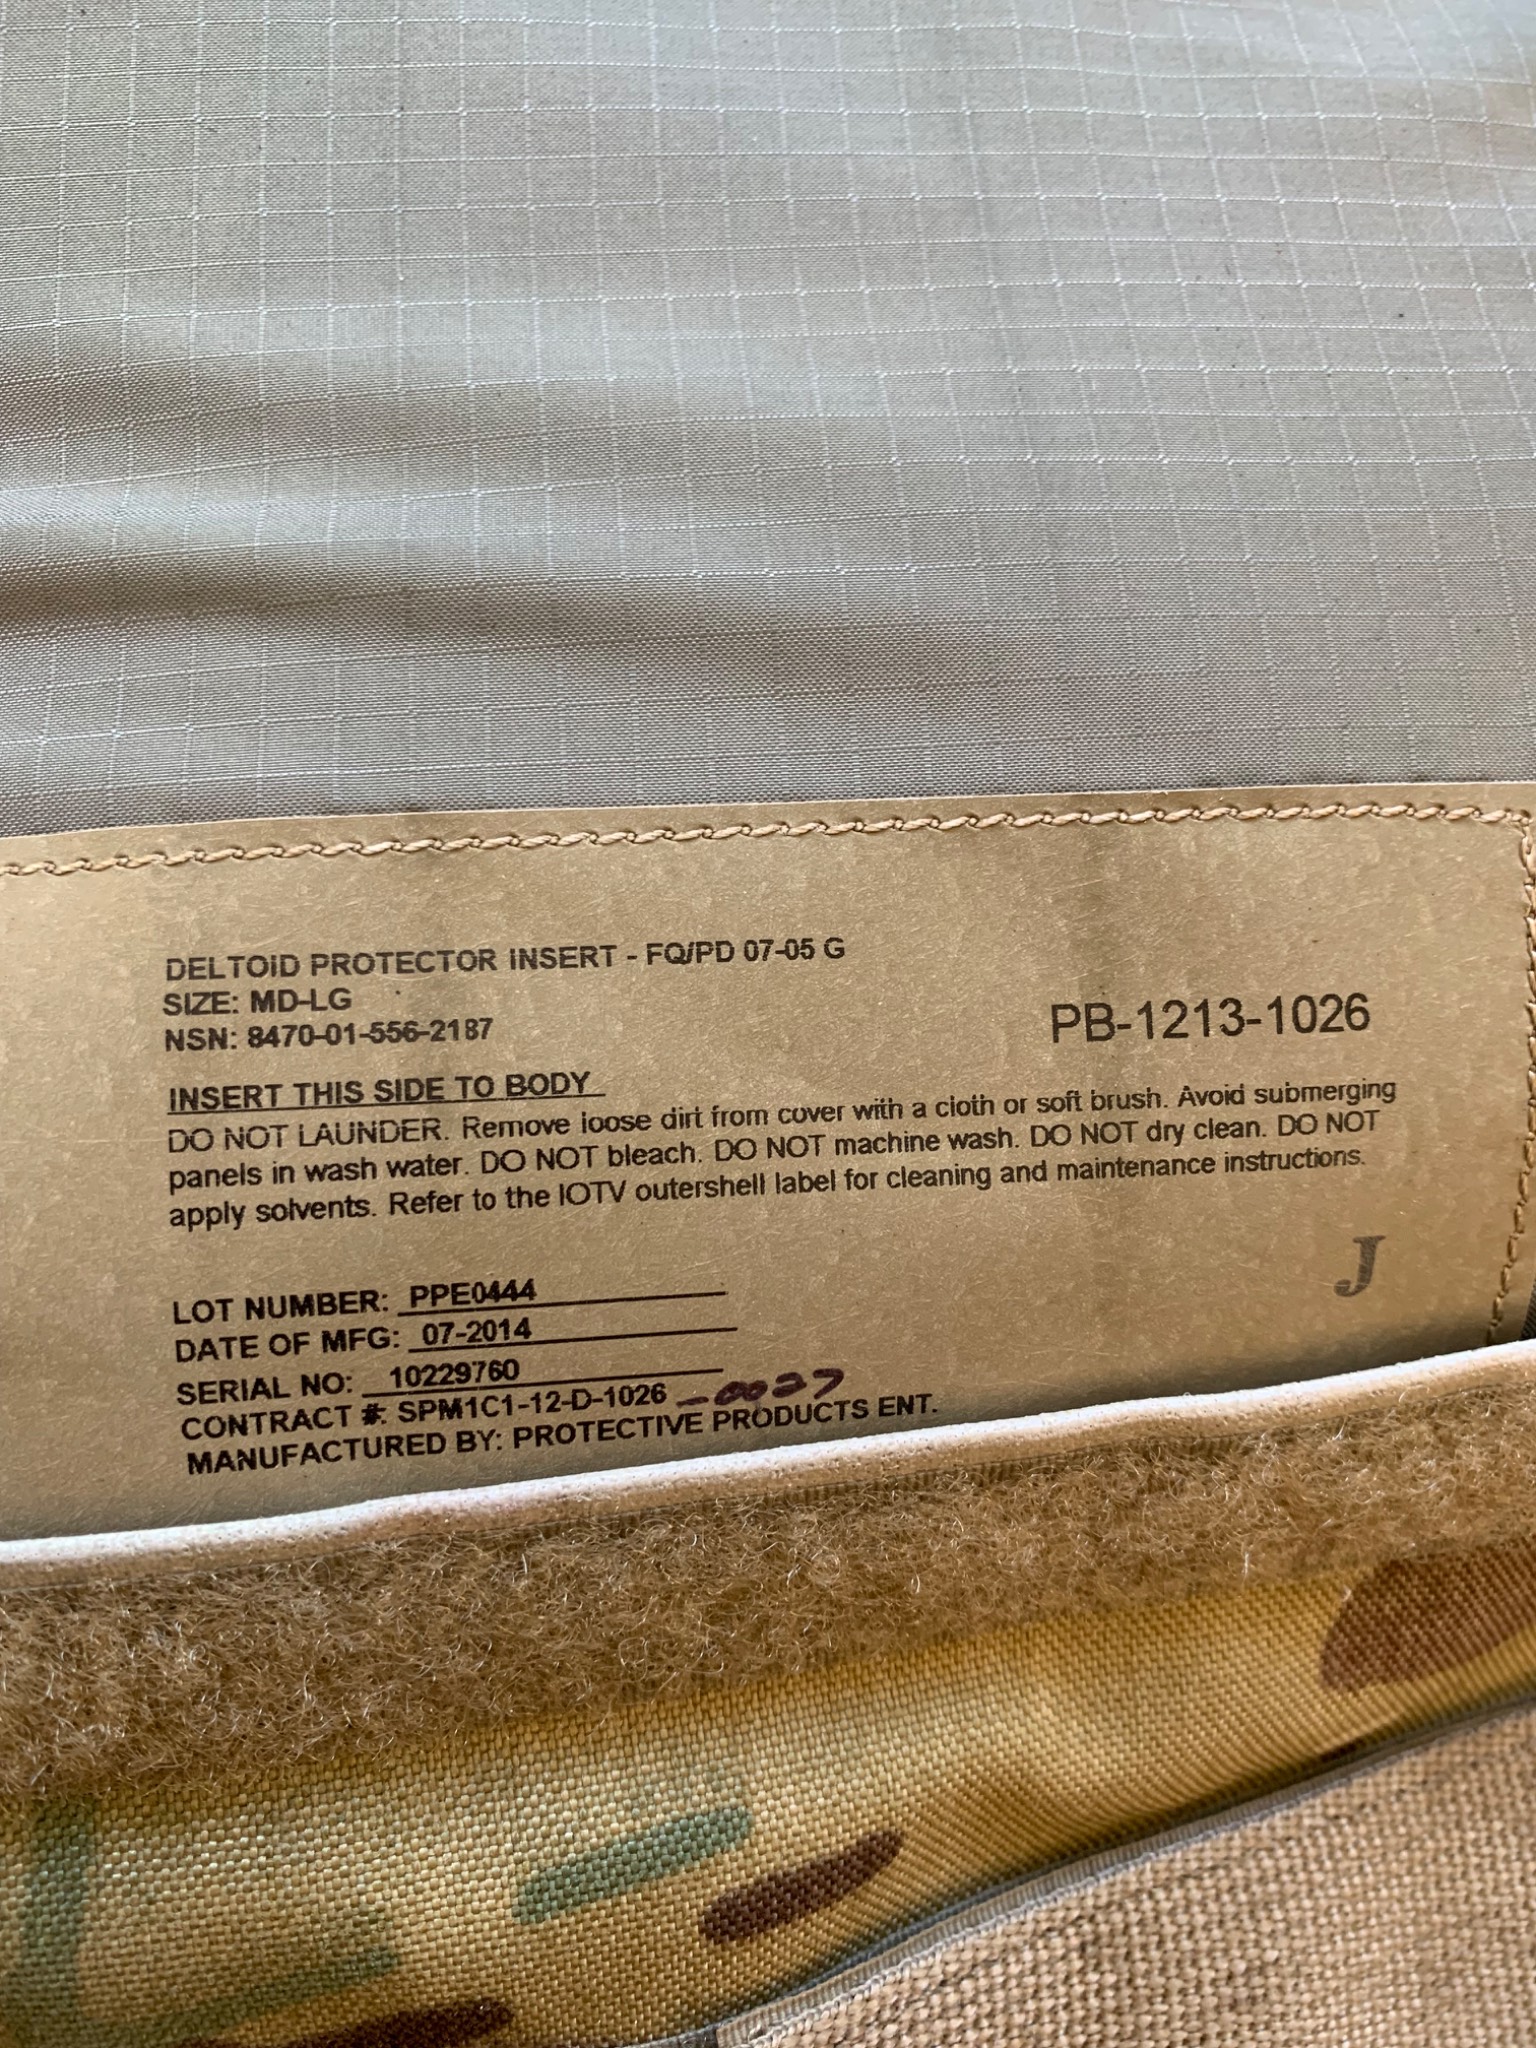 DELTOID PROTECTOR INSERT - FQ/PD 07-05 G
SIZE: MD-LG
NSN: 8470-01-556-2187
PB-1213-1026
INSERT THIS SIDE TO BODY
DO NOT LAUNDER. Remove loose dirt from cover with a cloth or soft brush. Avoid submerging
panels in wash water. DO NOT bleach. DO NOT machine wash. DO NOT dry clean. DO NOT
apply solvents. Refer to the IOTV outershell label for cleaning and maintenance instructions.
J
LOT NUMBER: PPE0444
DATE OF MFG: 07-2014
SERIAL NO: 10229760
CONTRACT #: SPM1C1-12-D-1026 -0027
MANUFACTURED BY: PROTECTIVE PRODUCTS ENT.